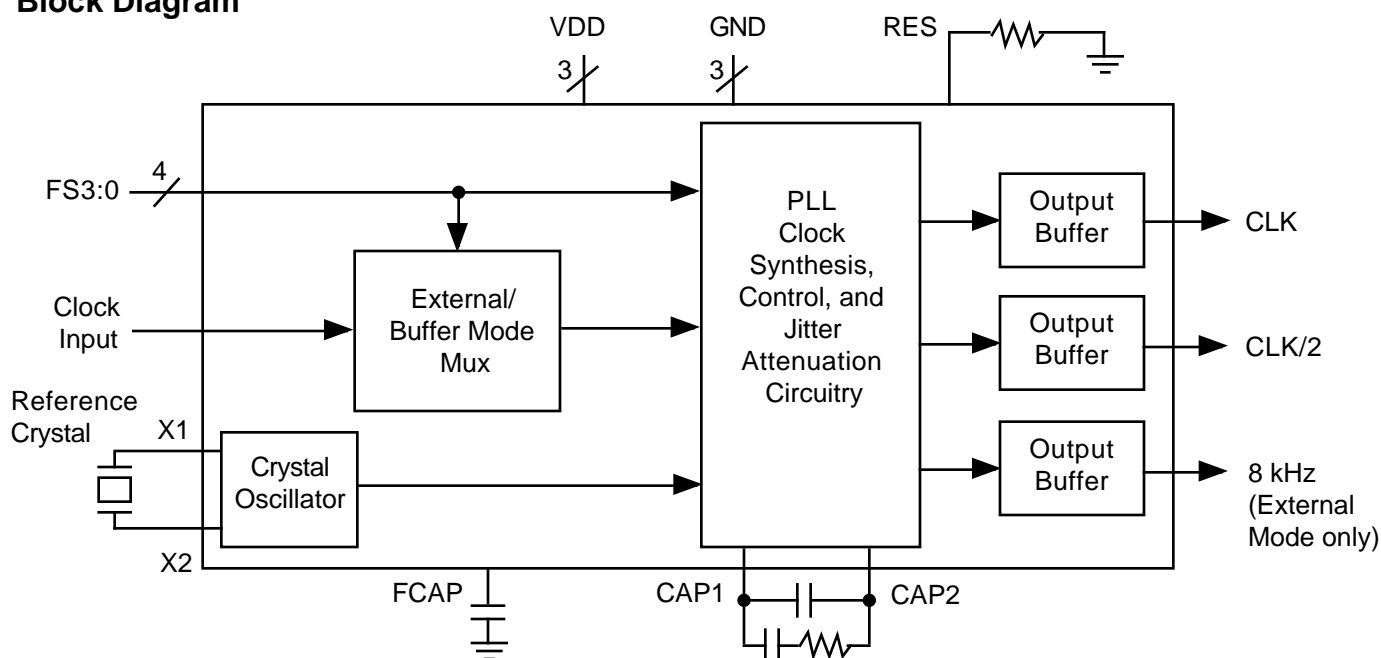 Block Diagram
VDD
GND
RES
3
3
FS3:0
4
Clock
Input
External/
Buffer Mode
Mux
PLL
Clock
Synthesis,
Control, and
Jitter
Attenuation
Circuitry
Output
Buffer
CLK
Output
Buffer
CLK/2
Output
Buffer
8 kHz
(External
Mode only)
Reference
Crystal
X1
X2
Crystal
Oscillator
FCAP
CAP1
CAP2